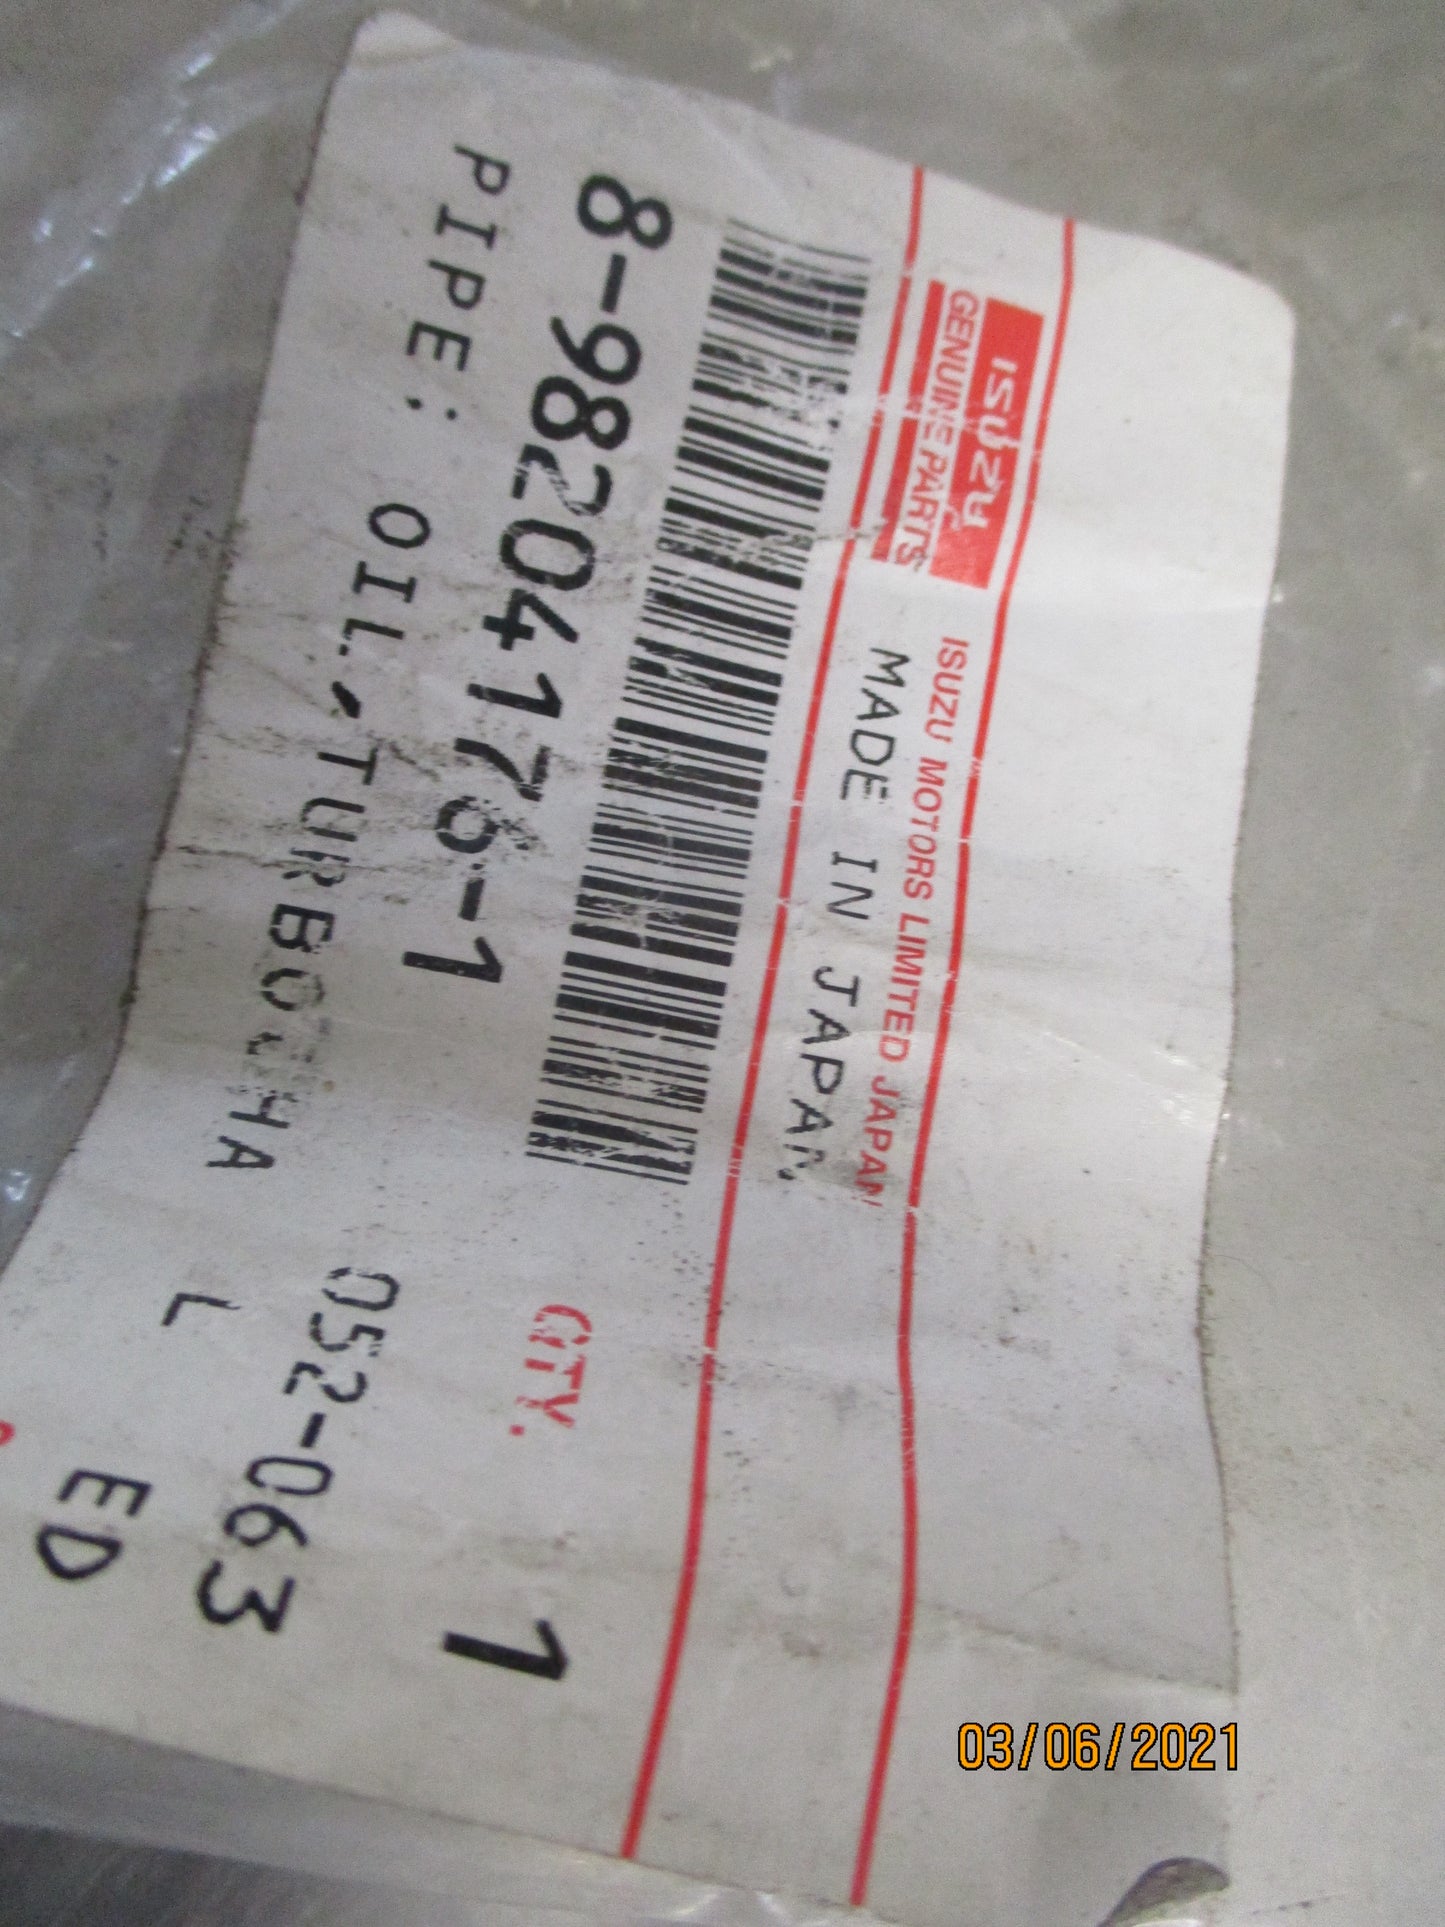 ISUZU
GENUINE PARTS
ISUZU MOTORS LIMITED JAPAN
MADE IN JAPAN
8-98204176-1
QTY. 1
PIPE: OIL,TURBOCHA
052-063
L
ED
03/06/2021